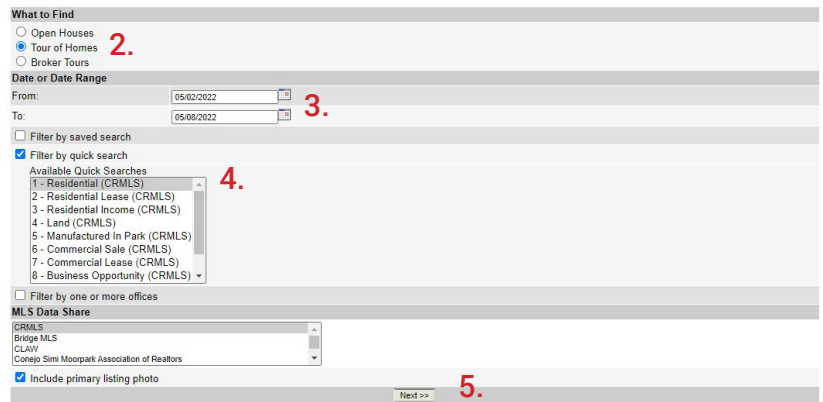 What to Find
Open Houses
Tour of Homes
2.
Broker Tours
Date or Date Range
From:
05/02/2022
3.
To:
05/08/2022
Filter by saved search
Filter by quick search
Available Quick Searches
4.
1 - Residential (CRMLS)
2 - Residential Lease (CRMLS)
3 - Residential Income (CRMLS)
4 - Land (CRMLS)
5 - Manufactured In Park (CRMLS)
6 - Commercial Sale (CRMLS)
7 - Commercial Lease (CRMLS)
8 - Business Opportunity (CRMLS)
Filter by one or more offices
MLS Data Share
CRMLS
Bridge MLS
CLAW
Conejo Simi Moorpark Association of Realtors
Include primary listing photo
Next >>
5.